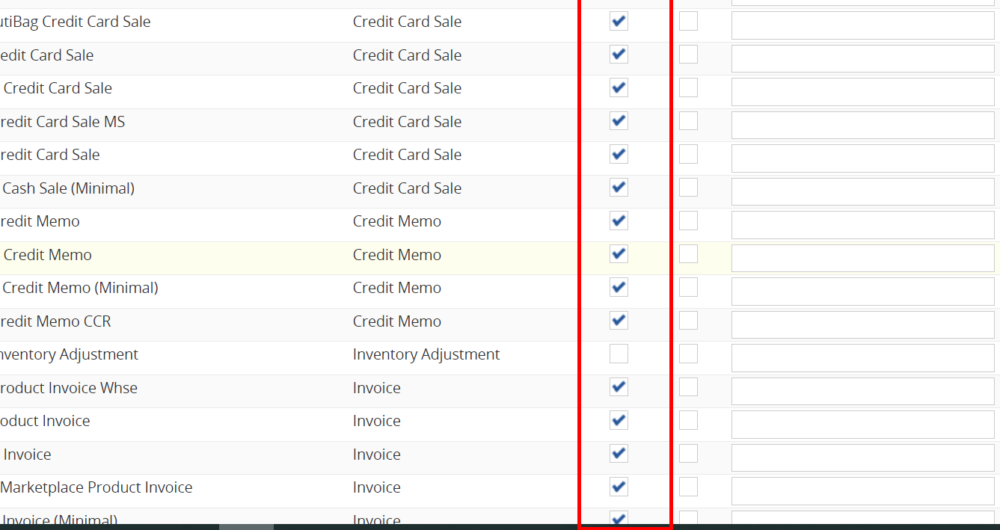 utiBag Credit Card Sale Credit Card Sale
edit Card Sale Credit Card Sale
Credit Card Sale Credit Card Sale
redit Card Sale MS Credit Card Sale
redit Card Sale Credit Card Sale
Cash Sale (Minimal) Credit Card Sale
redit Memo Credit Memo
Credit Memo Credit Memo
Credit Memo (Minimal) Credit Memo
redit Memo CCR Credit Memo
nventory Adjustment Inventory Adjustment
roduct Invoice Whse Invoice
oduct Invoice Invoice
Invoice Invoice
Marketplace Product Invoice Invoice
Invoice (Minimal) Invoice